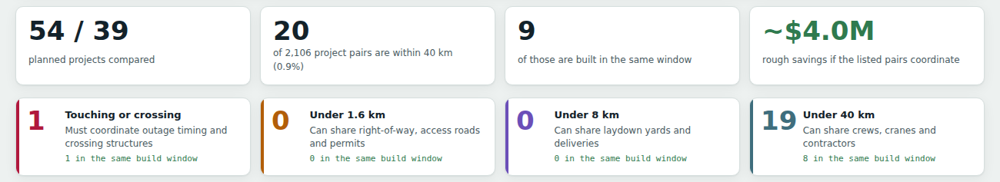 54 / 39
planned projects compared
20
of 2,106 project pairs are within 40 km
(0.9%)
9
of those are built in the same window
~$4.0M
rough savings if the listed pairs coordinate
1
Touching or crossing
Must coordinate outage timing and
crossing structures
1 in the same build window
0
Under 1.6 km
Can share right-of-way, access roads
and permits
0 in the same build window
0
Under 8 km
Can share laydown yards and
deliveries
0 in the same build window
19
Under 40 km
Can share crews, cranes and
contractors
8 in the same build window